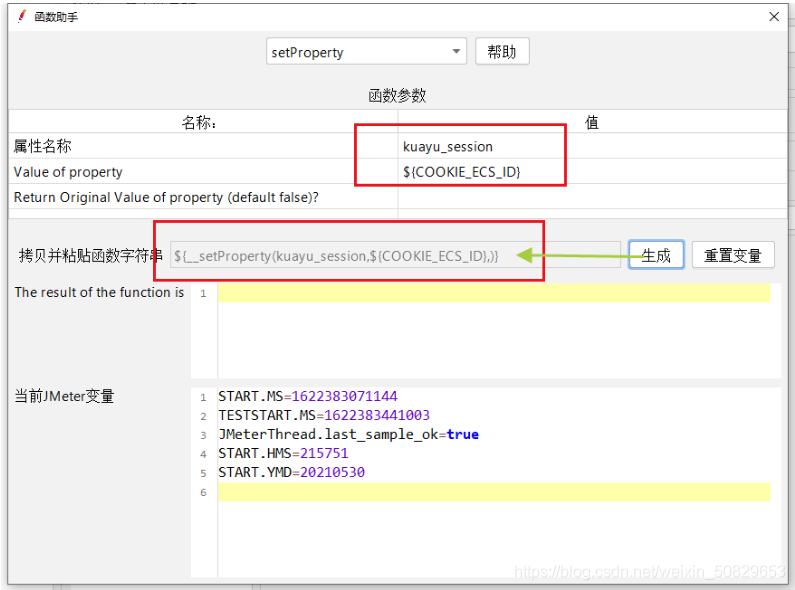 函数助手
setProperty 帮助
函数参数
名称: 值
属性名称 kuayu_session
Value of property ${COOKIE_ECS_ID}
Return Original Value of property (default false)?
拷贝并粘贴函数字符串 ${__setProperty(kuayu_session,${COOKIE_ECS_ID},)} 生成 重置变量
The result of the function is 1
当前JMeter变量 1 START.MS=1622383071144
2 TESTSTART.MS=1622383441003
3 JMeterThread.last_sample_ok=true
4 START.HMS=215751
5 START.YMD=20210530
6
https://blog.csdn.net/weixin_50829653